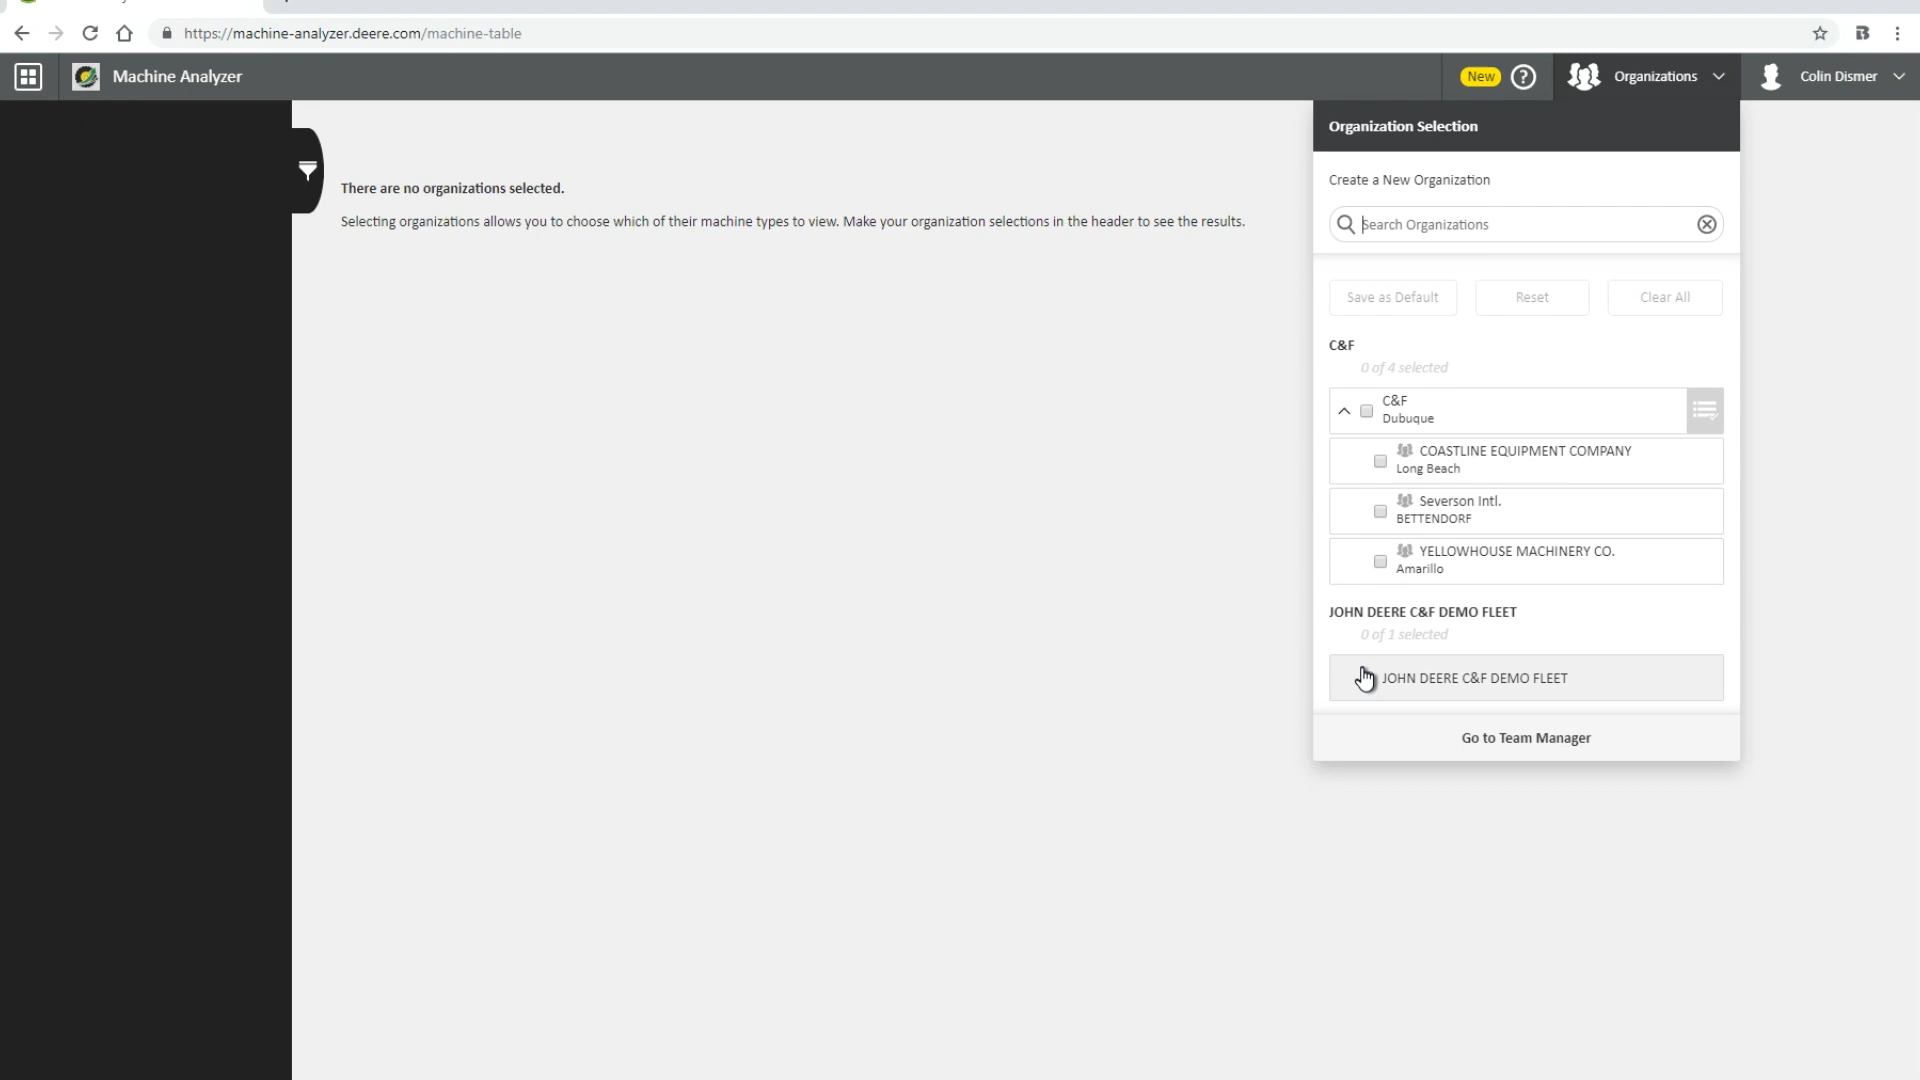 https://machine-analyzer.deere.com/machine-table
Machine Analyzer
New
?
Organizations
Colin Dismer
Organization Selection
Create a New Organization
Search Organizations
There are no organizations selected.
Selecting organizations allows you to choose which of their machine types to view. Make your organization selections in the header to see the results.
Save as Default
Reset
Clear All
C&F
0 of 4 selected
C&F
Dubuque
COASTLINE EQUIPMENT COMPANY
Long Beach
Severson Intl.
BETTENDORF
YELLOWHOUSE MACHINERY CO.
Amarillo
JOHN DEERE C&F DEMO FLEET
0 of 1 selected
JOHN DEERE C&F DEMO FLEET
Go to Team Manager